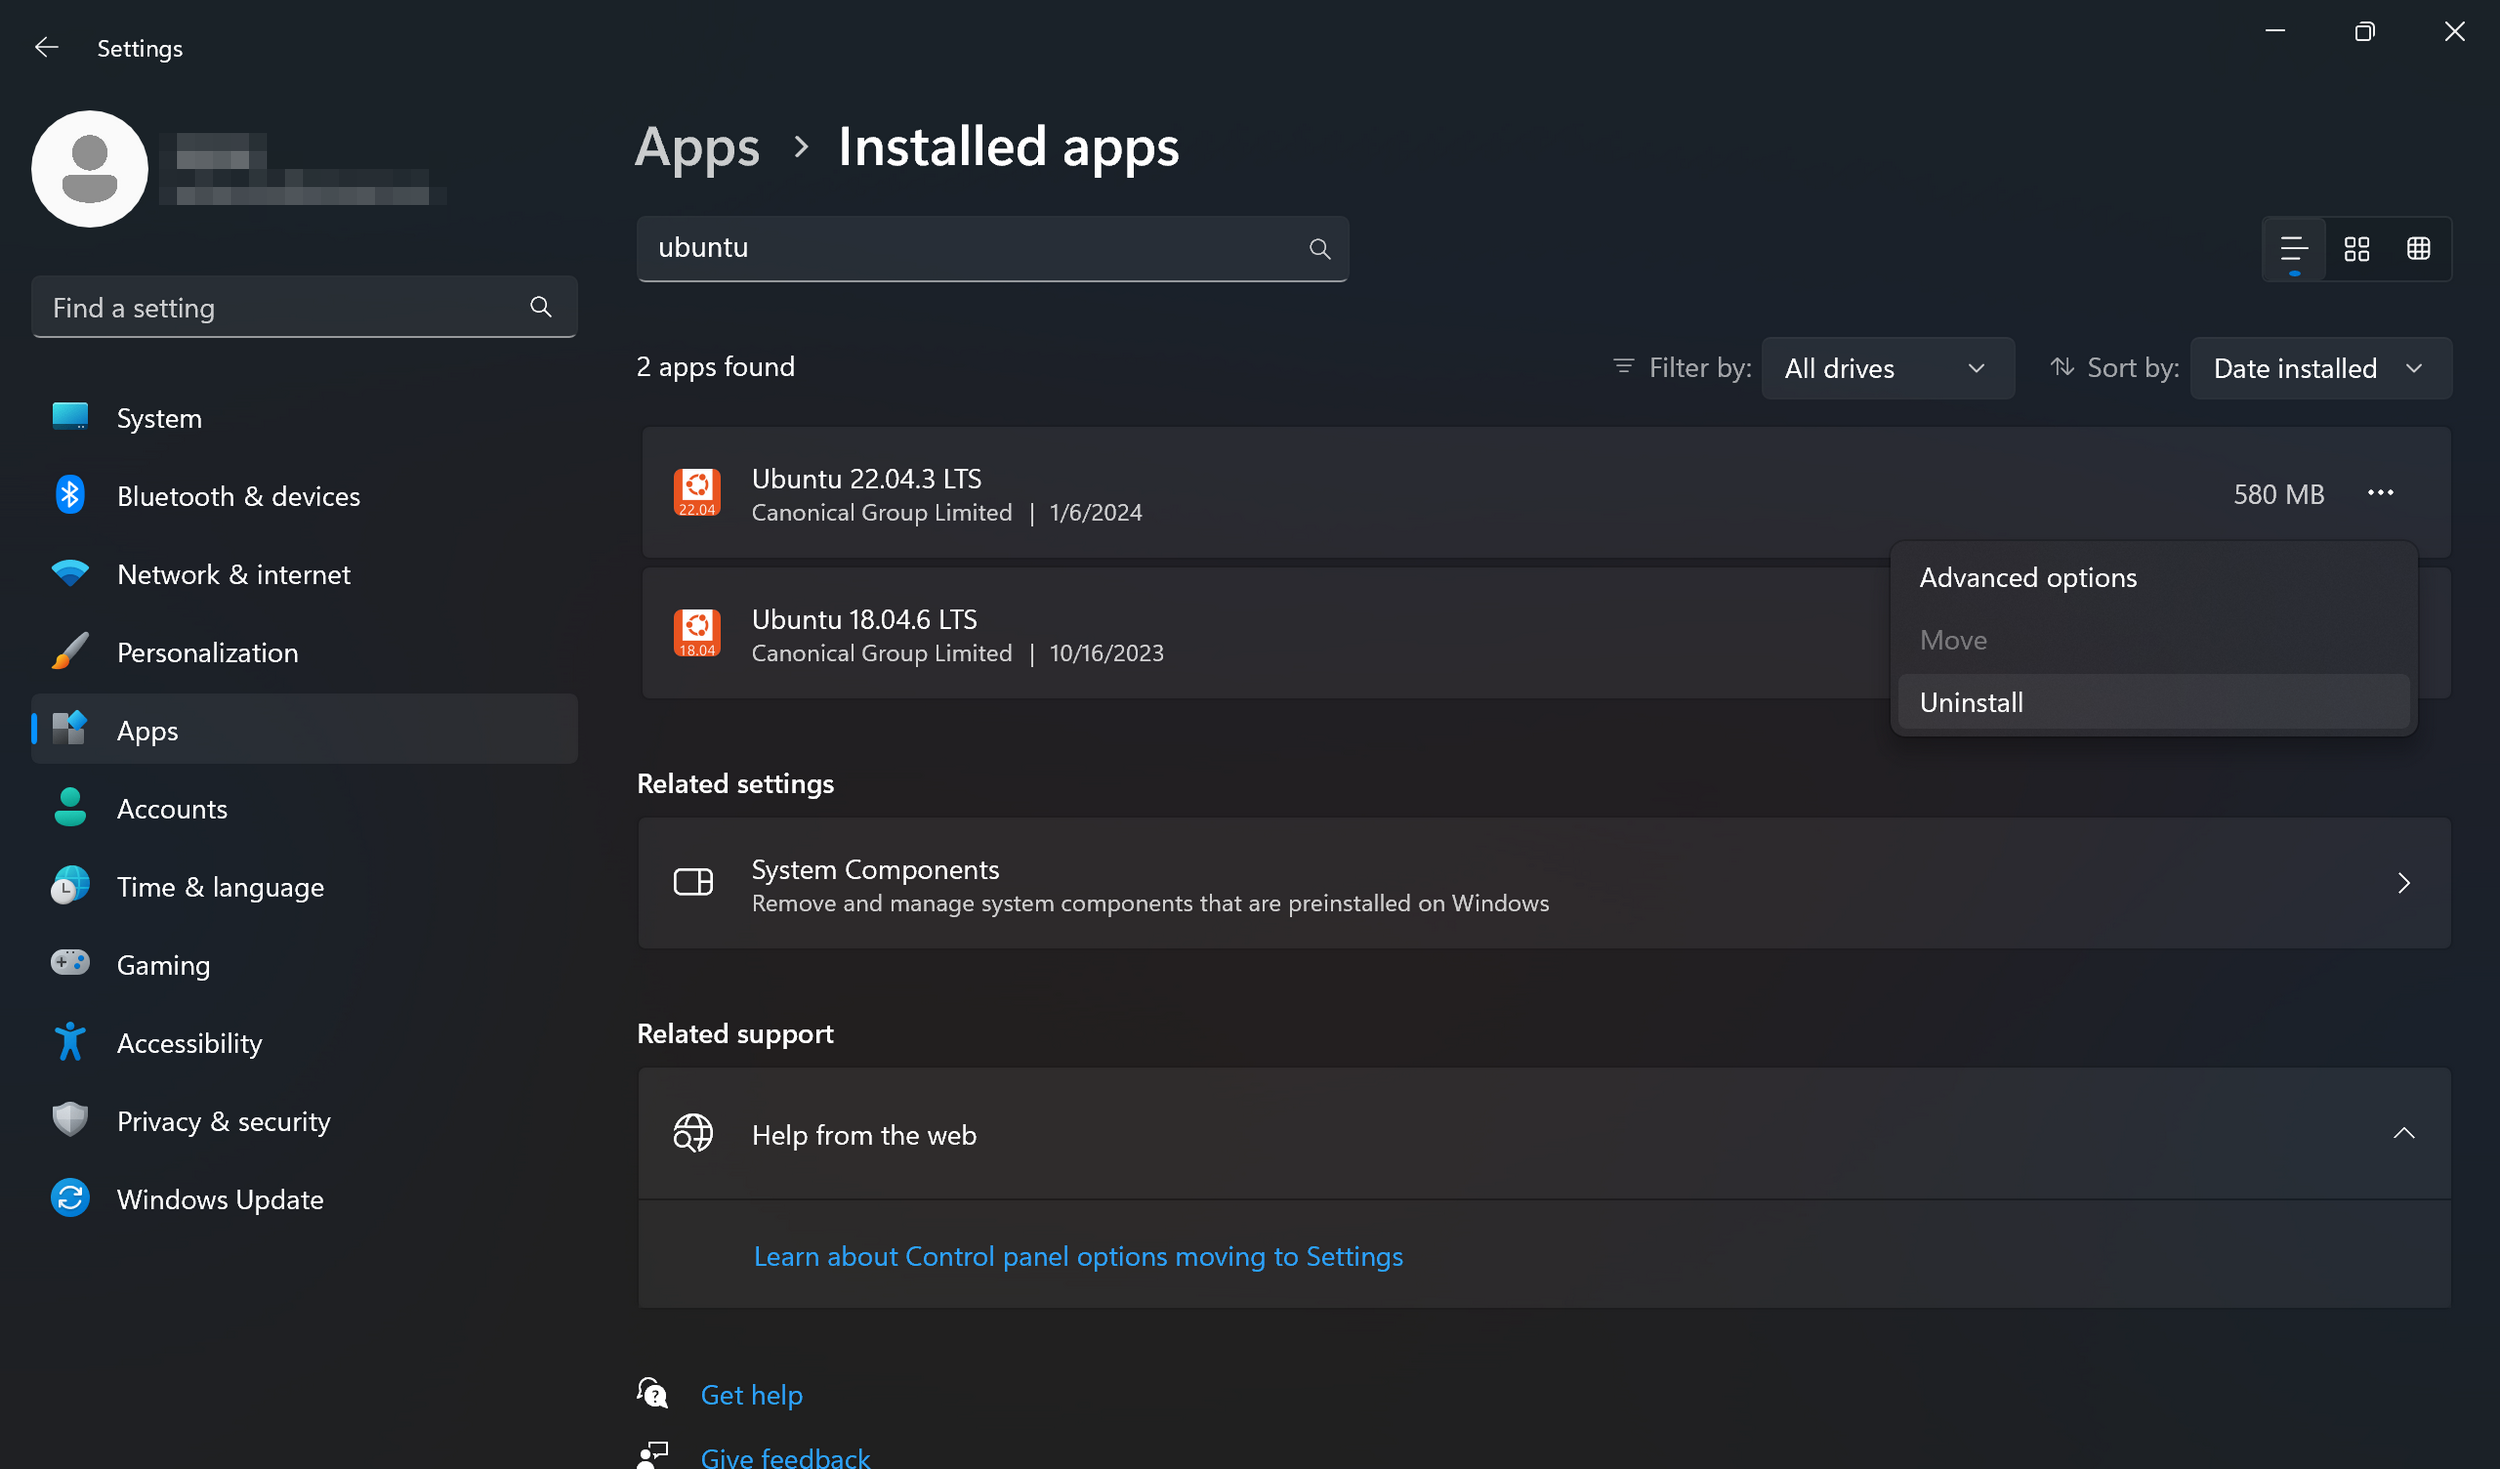 Settings
Find a setting
System
Bluetooth & devices
Network & internet
Personalization
Apps
Accounts
Time & language
Gaming
Accessibility
Privacy & security
Windows Update
Apps > Installed apps
ubuntu
2 apps found
Filter by: All drives
Sort by: Date installed
22.04
Ubuntu 22.04.3 LTS
Canonical Group Limited | 1/6/2024
580 MB
18.04
Ubuntu 18.04.6 LTS
Canonical Group Limited | 10/16/2023
Advanced options
Move
Uninstall
Related settings
System Components
Remove and manage system components that are preinstalled on Windows
Related support
Help from the web
Learn about Control panel options moving to Settings
Get help
Give feedback